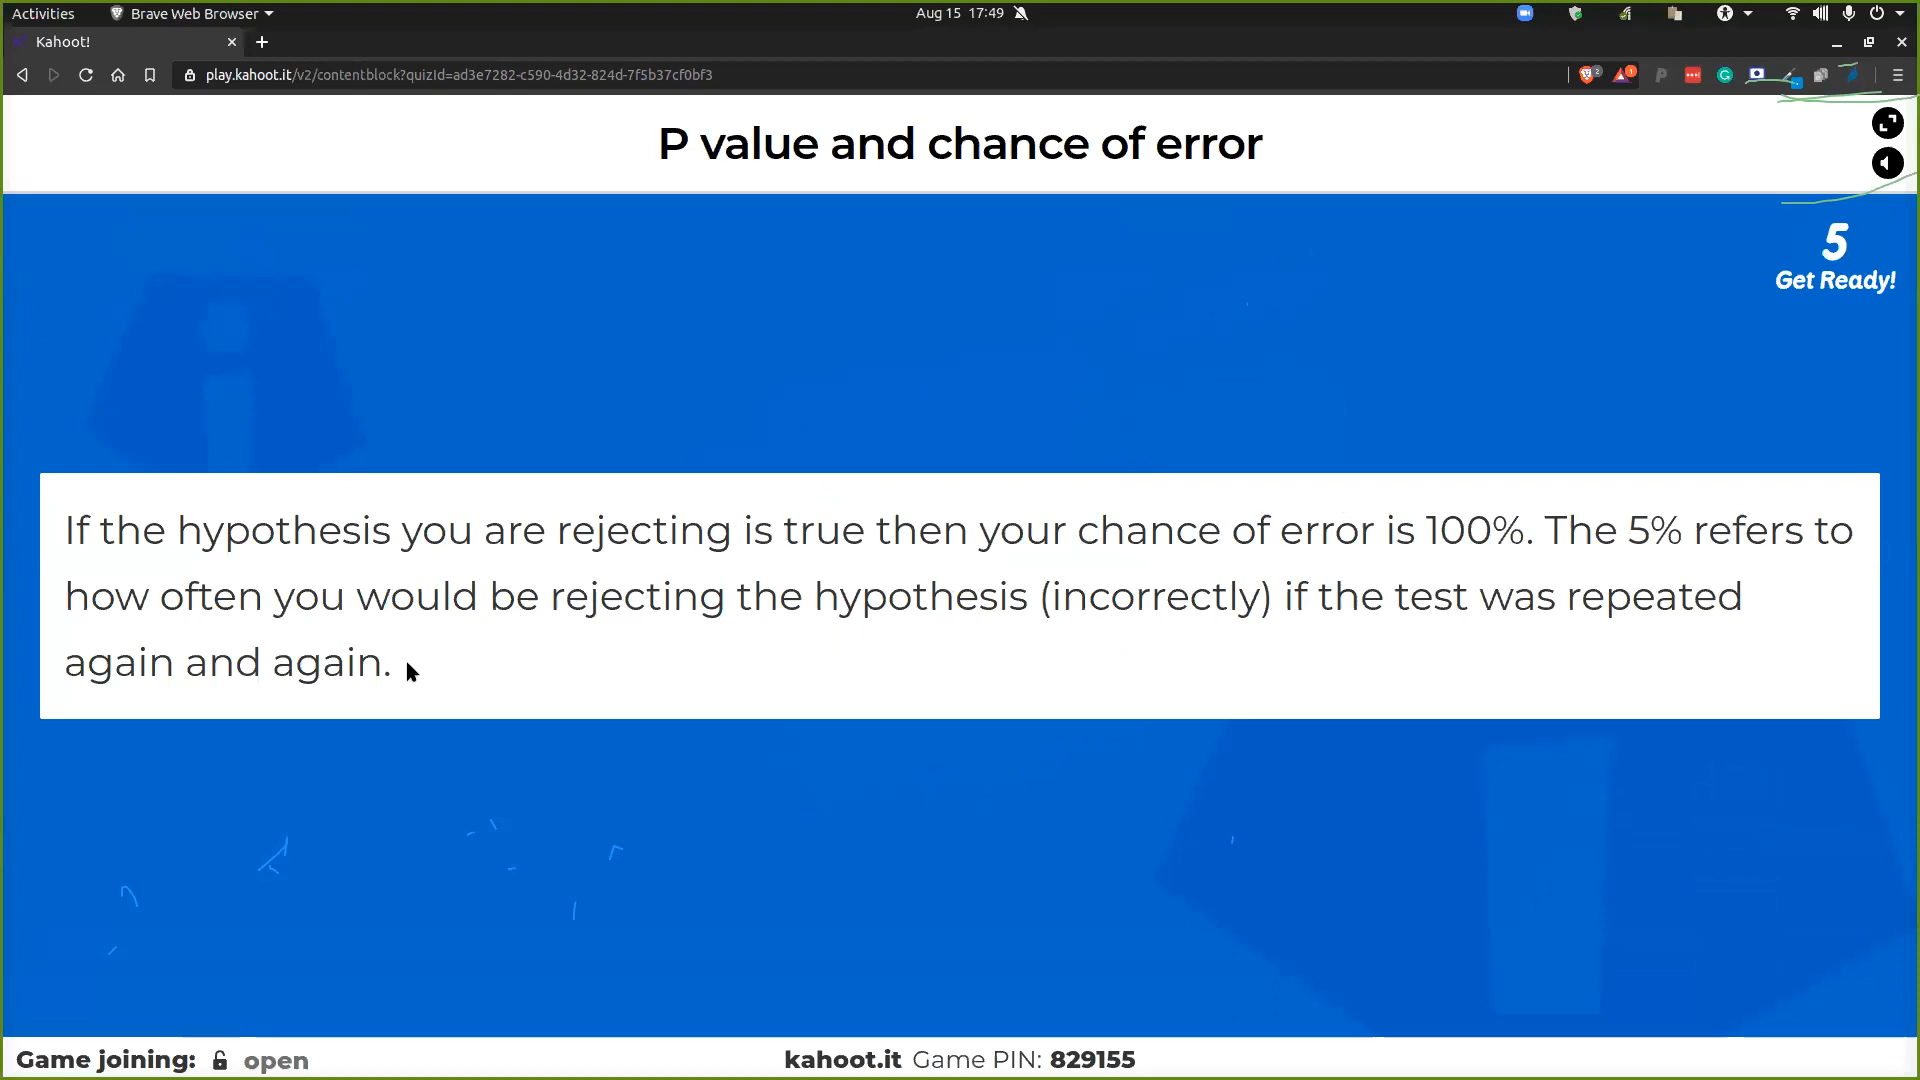 Activities Brave Web Browser Aug 15 17:49
Kahoot!
play.kahoot.it/v2/contentblock?quizId=ad3e7282-c590-4d32-824d-7f5b37cf0bf3 2 1
P value and chance of error
5
Get Ready!
If the hypothesis you are rejecting is true then your chance of error is 100%. The 5% refers to
how often you would be rejecting the hypothesis (incorrectly) if the test was repeated
again and again.
Game joining: open kahoot.it Game PIN: 829155